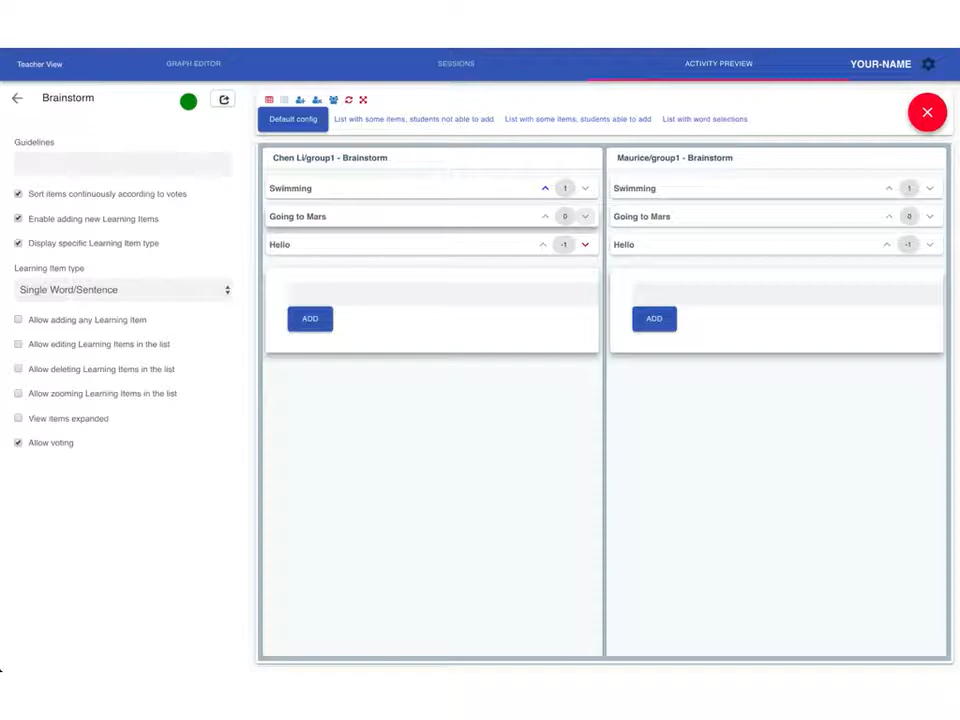 Teacher View GRAPH EDITOR SESSIONS ACTIVITY PREVIEW YOUR-NAME
Brainstorm
Default config List with some items, students not able to add List with some items, students able to add List with word selections
Guidelines
Sort items continuously according to votes
Enable adding new Learning Items
Display specific Learning Item type
Learning Item type
Single Word/Sentence
Allow adding any Learning Item
Allow editing Learning Items in the list
Allow deleting Learning Items in the list
Allow zooming Learning Items in the list
View items expanded
Allow voting
Chen Li/group1 - Brainstorm
Swimming 1
Going to Mars 0
Hello -1
ADD
Maurice/group1 - Brainstorm
Swimming 1
Going to Mars 0
Hello -1
ADD